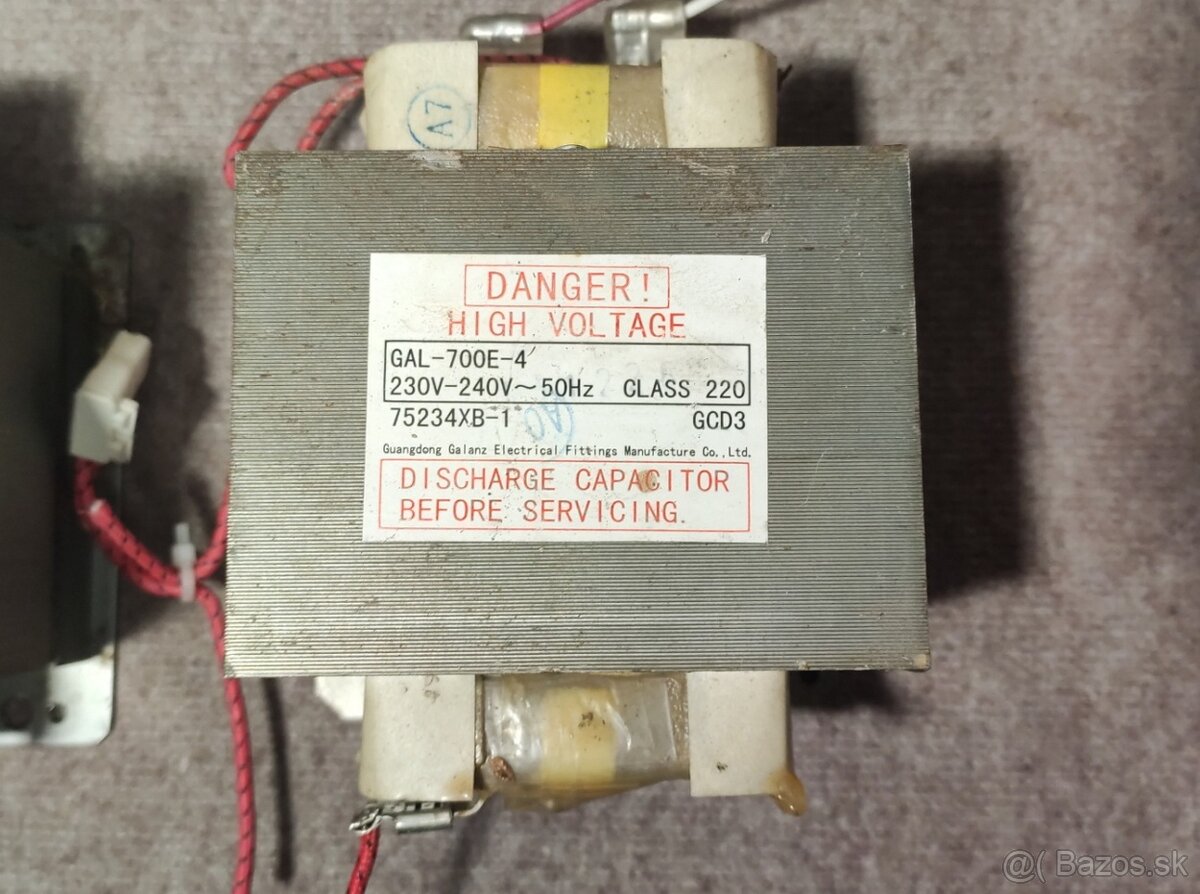 A7
DANGER!
HIGH VOLTAGE
GAL-700E-4
230V-240V~50Hz CLASS 220
75234XB-1 GCD3
Guangdong Galanz Electrical Fittings Manufacture Co.,Ltd.
DISCHARGE CAPACITOR
BEFORE SERVICING.
@( Bazos.sk